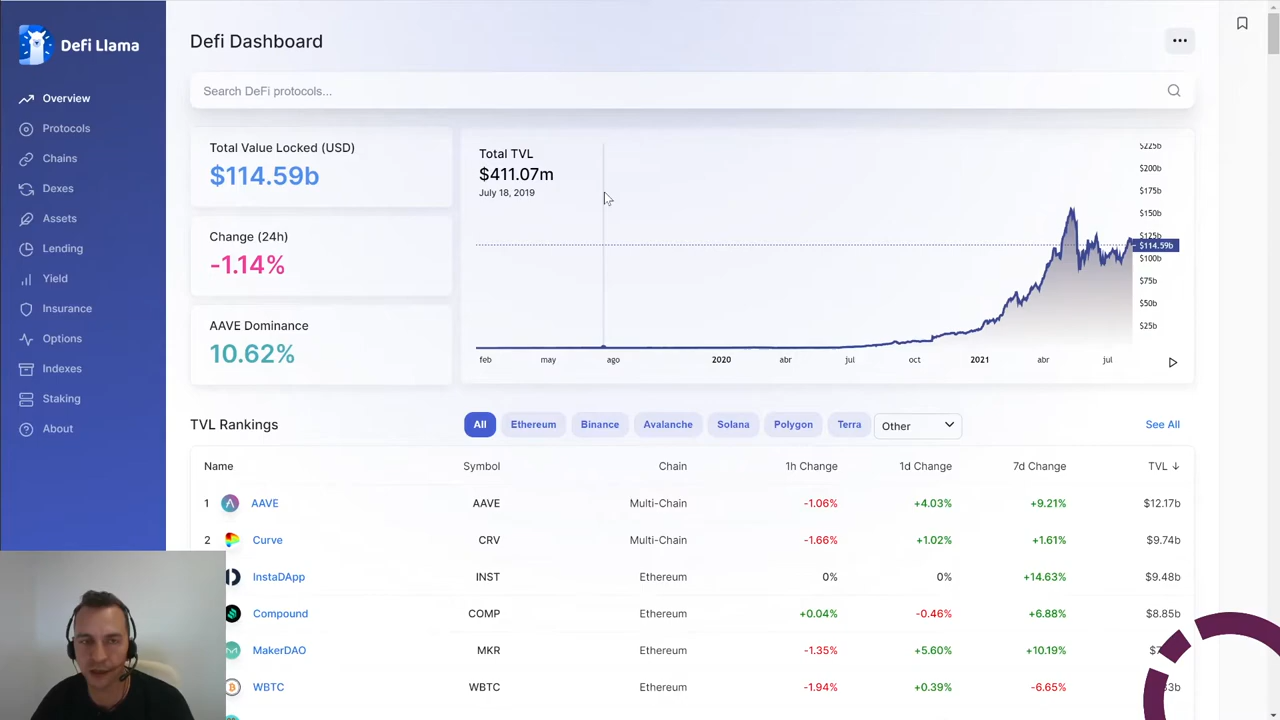 Defi Llama
Overview
Protocols
Chains
Dexes
Assets
Lending
Yield
Insurance
Options
Indexes
Staking
About
Defi Dashboard
Search DeFi protocols...
Total Value Locked (USD)
$114.59b
Change (24h)
-1.14%
AAVE Dominance
10.62%
Total TVL
$411.07m
July 18, 2019
$225b
$200b
$175b
$150b
$125b
$114.59b
$100b
$75b
$50b
$25b
feb may ago 2020 abr jul oct 2021 abr jul
TVL Rankings
All Ethereum Binance Avalanche Solana Polygon Terra Other See All
Name Symbol Chain 1h Change 1d Change 7d Change TVL ↓
1 AAVE AAVE Multi-Chain -1.06% +4.03% +9.21% $12.17b
2 Curve CRV Multi-Chain -1.66% +1.02% +1.61% $9.74b
InstaDApp INST Ethereum 0% 0% +14.63% $9.48b
Compound COMP Ethereum +0.04% -0.46% +6.88% $8.85b
MakerDAO MKR Ethereum -1.35% +5.60% +10.19%
WBTC WBTC Ethereum -1.94% +0.39% -6.65%